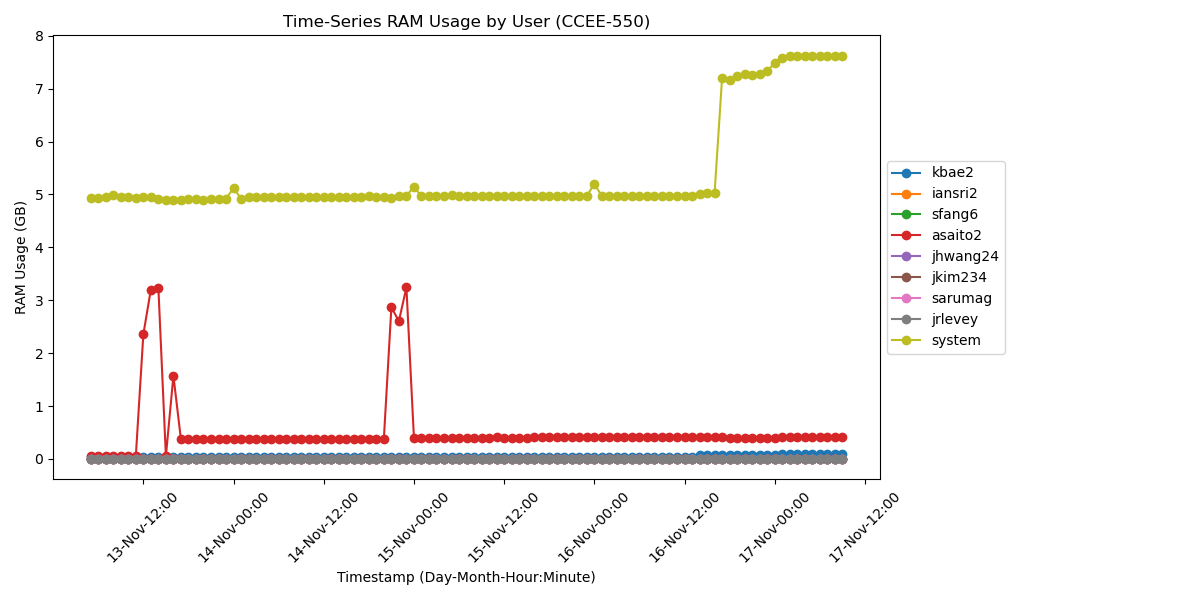 Time-Series RAM Usage by User (CCEE-550)
8
7
6
5
4
3
2
1
0
RAM Usage (GB)
13-Nov-12:00
14-Nov-00:00
14-Nov-12:00
15-Nov-00:00
15-Nov-12:00
16-Nov-00:00
16-Nov-12:00
17-Nov-00:00
17-Nov-12:00
Timestamp (Day-Month-Hour:Minute)
kbae2
iansri2
sfang6
asaito2
jhwang24
jkim234
sarumag
jrlevey
system